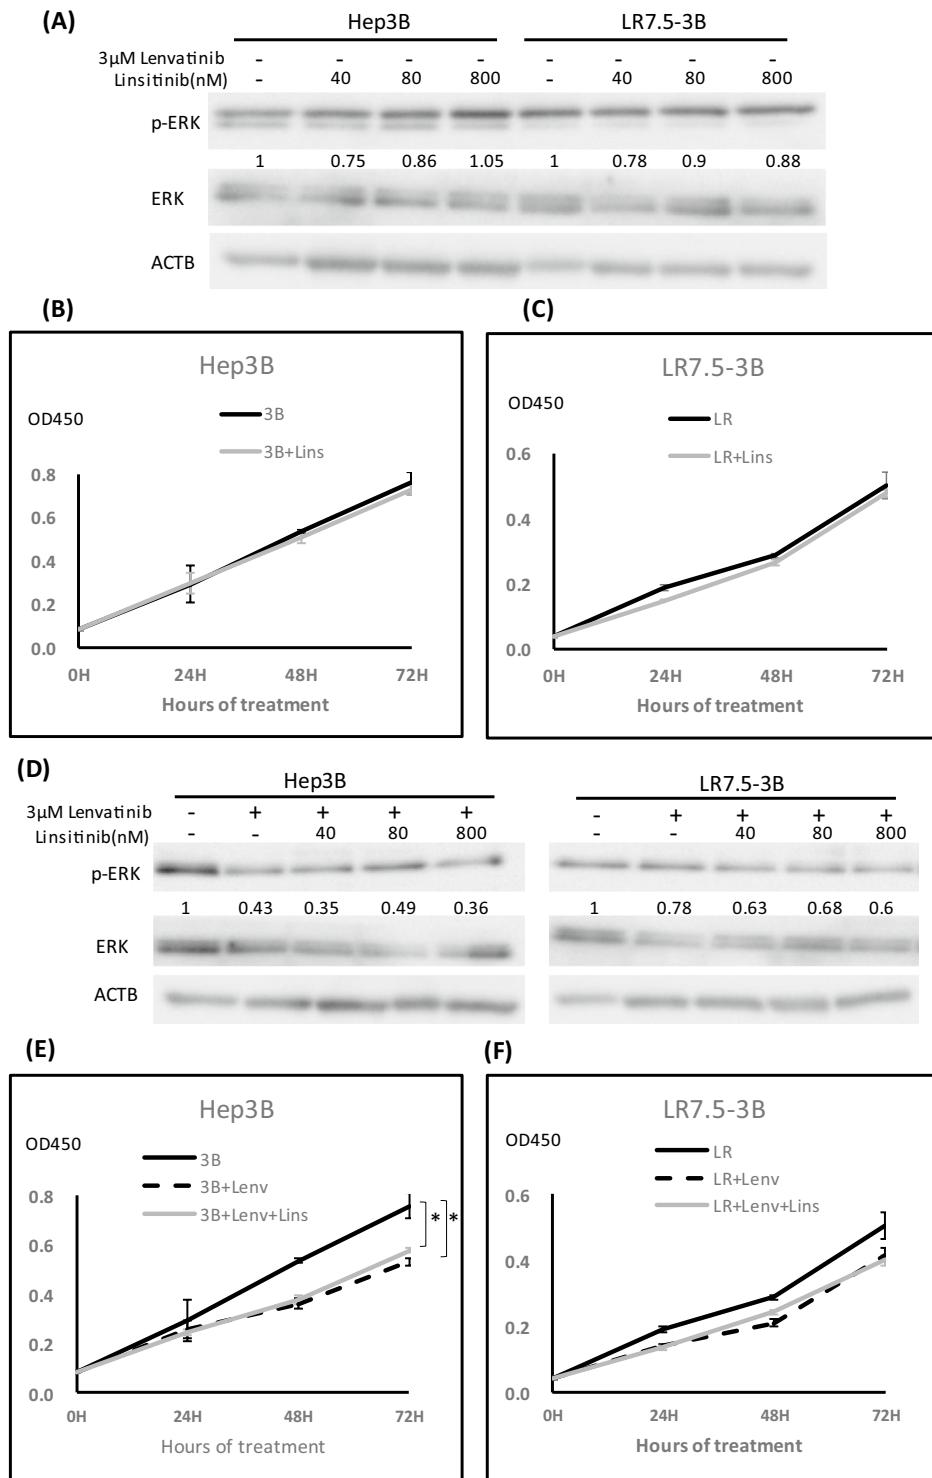 (A)
Hep3B LR7.5-3B
3μM Lenvatinib - - - - - - - -
Linsitinib(nM) - 40 80 800 - 40 80 800
p-ERK
1 0.75 0.86 1.05 1 0.78 0.9 0.88
ERK
ACTB
(B)
Hep3B
OD450
3B
3B+Lins
0.8
0.6
0.4
0.2
0.0
0H 24H 48H 72H
Hours of treatment
(C)
LR7.5-3B
OD450
LR
LR+Lins
0.6
0.4
0.2
0.0
0H 24H 48H 72H
Hours of treatment
(D)
Hep3B LR7.5-3B
3μM Lenvatinib - + + + + - + + + +
Linsitinib(nM) - - 40 80 800 - - 40 80 800
p-ERK
1 0.43 0.35 0.49 0.36 1 0.78 0.63 0.68 0.6
ERK
ACTB
(E)
Hep3B
OD450
3B
3B+Lenv
3B+Lenv+Lins
0.8
0.6
0.4
0.2
0.0
* *
0H 24H 48H 72H
Hours of treatment
(F)
LR7.5-3B
OD450
LR
LR+Lenv
LR+Lenv+Lins
0.6
0.4
0.2
0.0
0H 24H 48H 72H
Hours of treatment